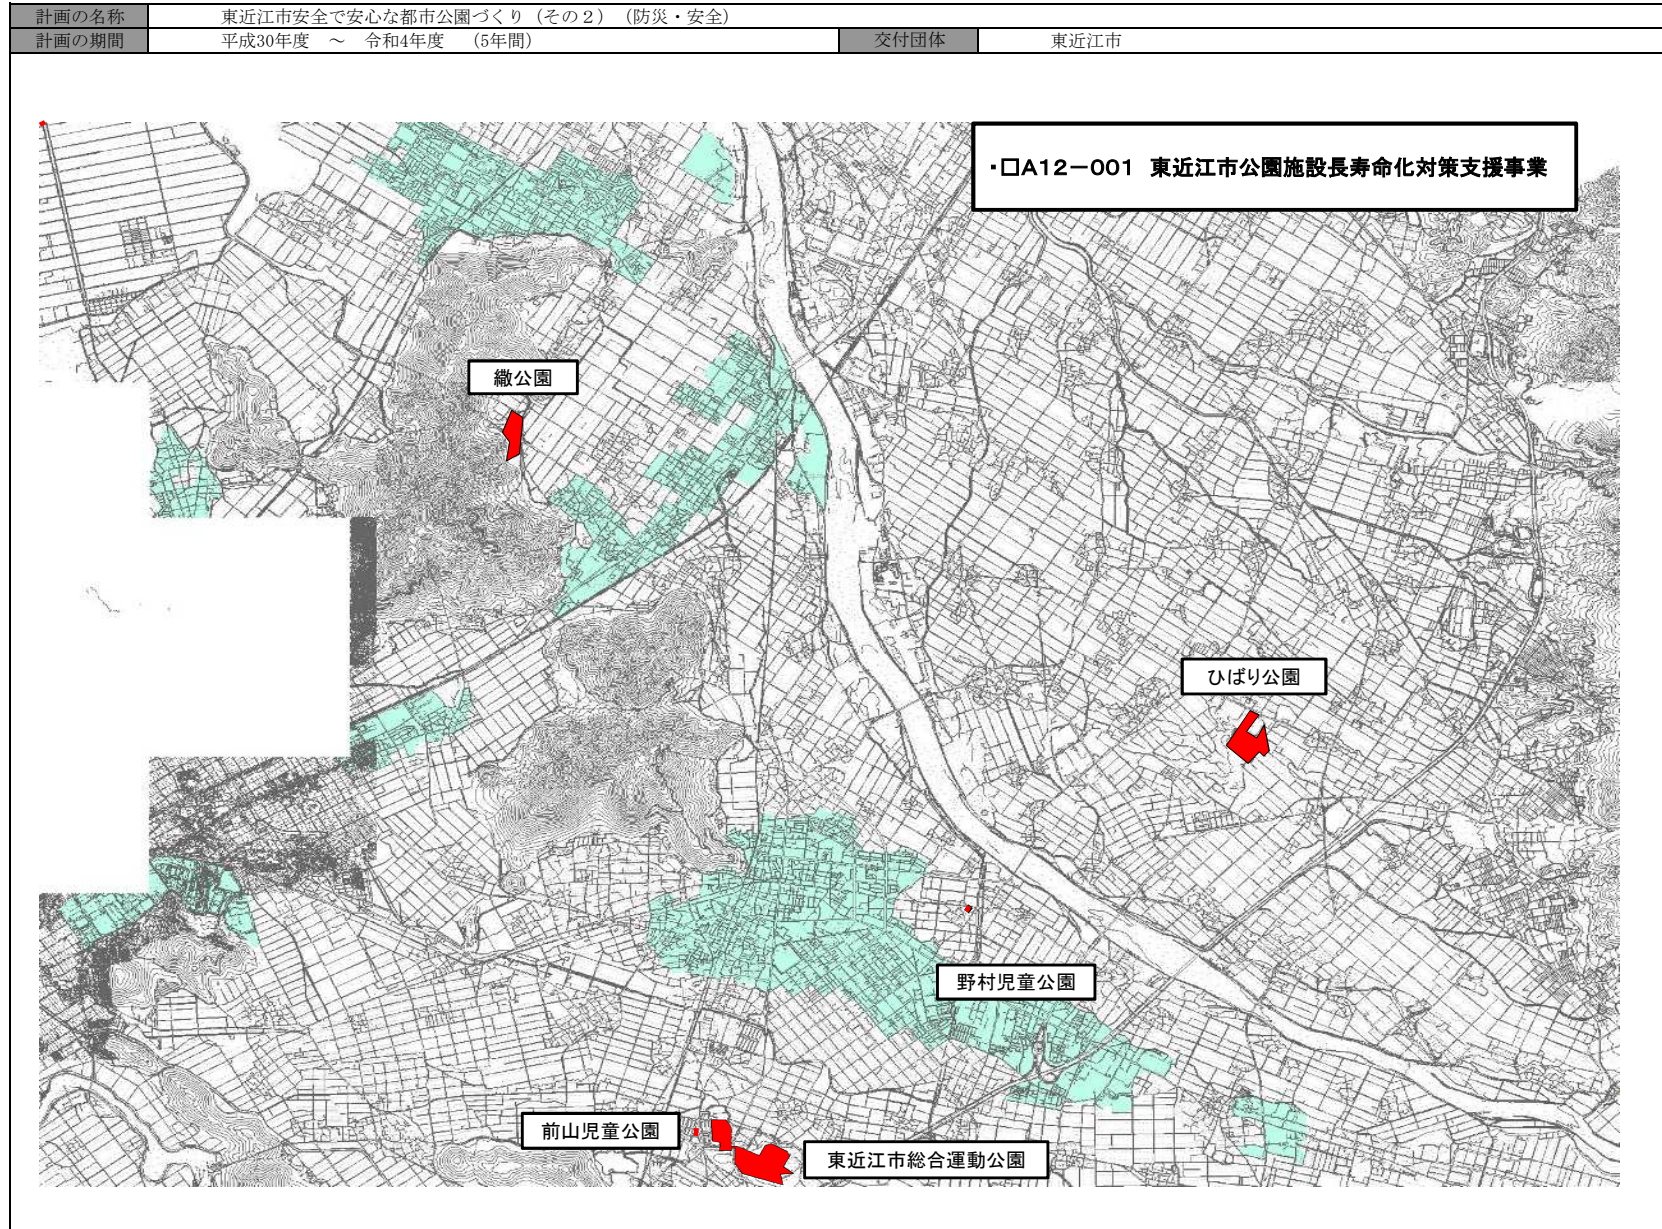 計画の名称 東近江市安全で安心な都市公園づくり（その２）（防災・安全）
計画の期間 平成30年度 ～ 令和4年度 （5年間） 交付団体 東近江市
・□A12－001 東近江市公園施設長寿命化対策支援事業
繖公園
ひばり公園
野村児童公園
前山児童公園
東近江市総合運動公園